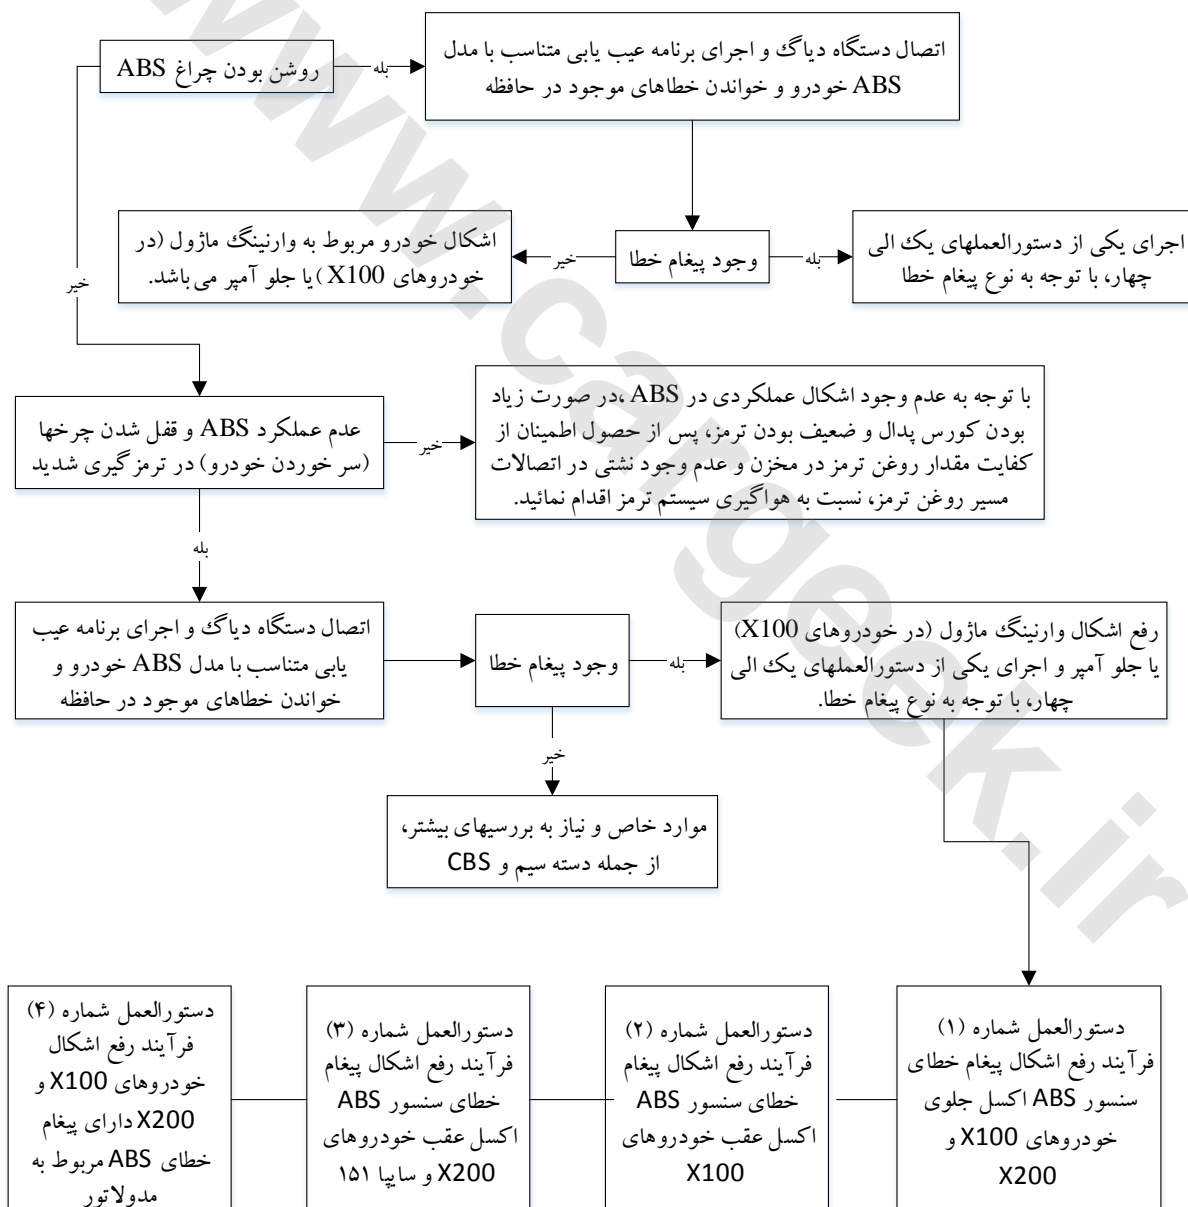 روشن بودن چراغ ABS
بله
اتصال دستگاه دیاگ و اجرای برنامه عیب یابی متناسب با مدل
ABS خودرو و خواندن خطاهای موجود در حافظه
خیر
اجرای یکی از دستورالعملهای یک الی
چهار، با توجه به نوع پیغام خطا
بله
وجود پیغام خطا
خیر
اشکال خودرو مربوط به وارنینگ ماژول (در
خودروهای X100) یا جلو آمپر می باشد.
عدم عملکرد ABS و قفل شدن چرخها
(سر خوردن خودرو) در ترمز گیری شدید
خیر
با توجه به عدم وجود اشکال عملکردی در ABS، در صورت زیاد
بودن کورس پدال و ضعیف بودن ترمز، پس از حصول اطمینان از
کفایت مقدار روغن ترمز در مخزن و عدم وجود نشتی در اتصالات
مسیر روغن ترمز، نسبت به هواگیری سیستم ترمز اقدام نمائید.
بله
اتصال دستگاه دیاگ و اجرای برنامه عیب
یابی متناسب با مدل ABS خودرو و
خواندن خطاهای موجود در حافظه
وجود پیغام خطا
بله
رفع اشکال وارنینگ ماژول (در خودروهای X100)
یا جلو آمپر و اجرای یکی از دستورالعملهای یک الی
چهار، با توجه به نوع پیغام خطا.
خیر
موارد خاص و نیاز به بررسیهای بیشتر،
از جمله دسته سیم و CBS
دستورالعمل شماره (۱)
فرآیند رفع اشکال پیغام خطای
سنسور ABS اکسل جلوی
خودروهای X100 و
X200
دستورالعمل شماره (۲)
فرآیند رفع اشکال پیغام
خطای سنسور ABS
اکسل عقب خودروهای
X100
دستورالعمل شماره (۳)
فرآیند رفع اشکال پیغام
خطای سنسور ABS
اکسل عقب خودروهای
X200 و سایپا ۱۵۱
دستورالعمل شماره (۴)
فرآیند رفع اشکال
خودروهای X100 و
X200 دارای پیغام
خطای ABS مربوط به
مدولاتور
www.cargeek.ir